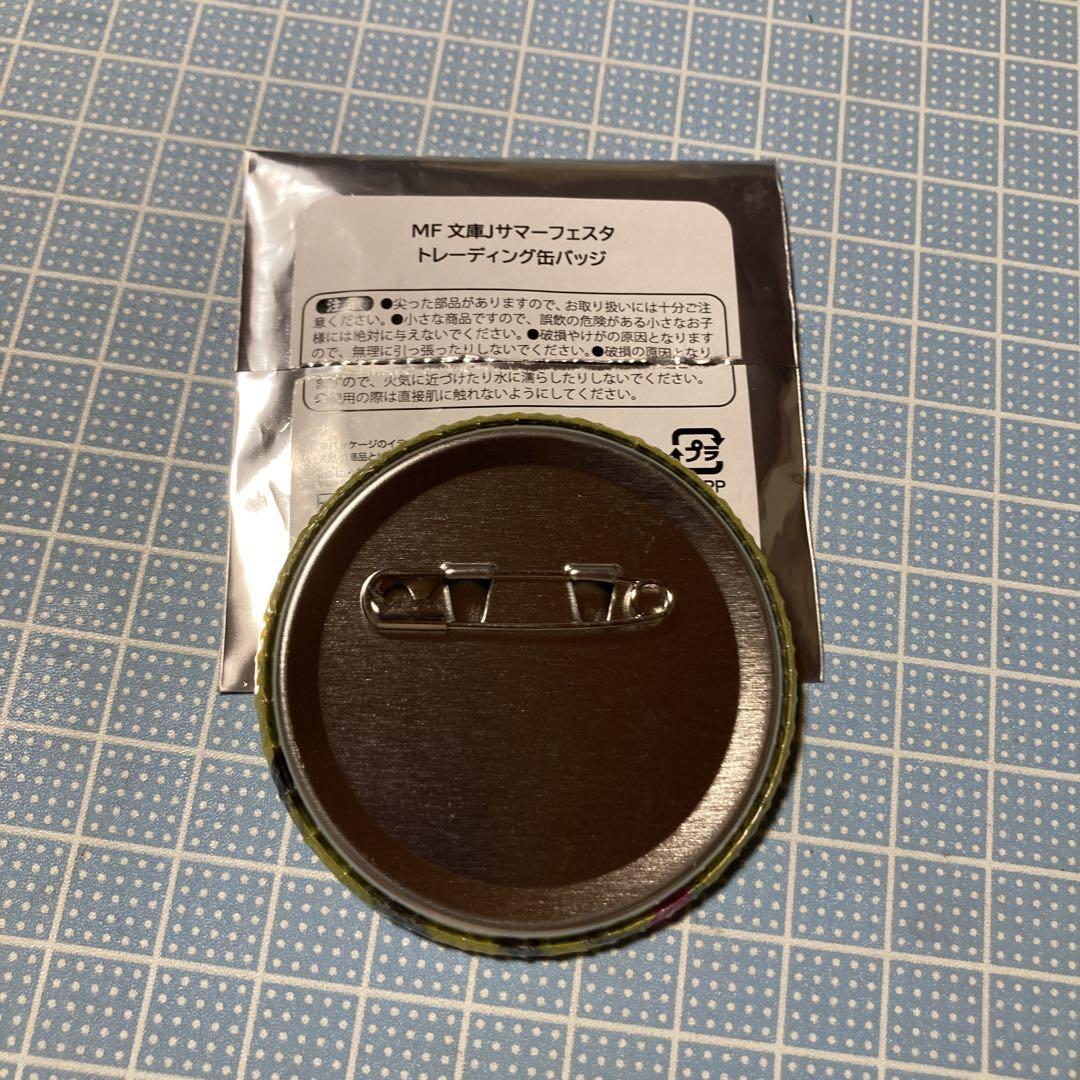 MF 文庫Jサマーフェスタ
トレーディング缶バッジ
注意 ●尖った部品がありますので、お取り扱いには十分ご注
意ください。●小さな商品ですので、誤飲の危険がある小さなお子
様には絶対に与えないでください。●破損やけがの原因となります
ので、無理に引っ張ったりしないでください。●破損の原因となり
ますので、火気に近づけたり水に濡らしたりしないでください。
使用の際は直接肌に触れないようにしてください。
ケージのイラ
プラ
PP